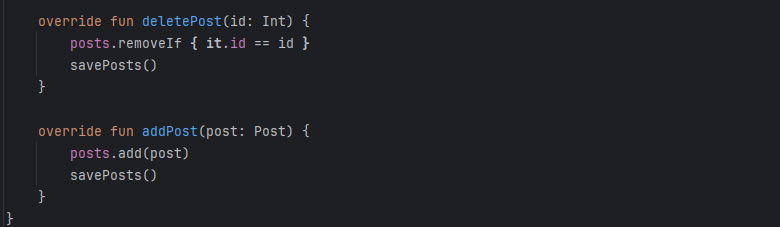 override fun deletePost(id: Int) {
posts.removeIf { it.id == id }
savePosts()
}
override fun addPost(post: Post) {
posts.add(post)
savePosts()
}
}